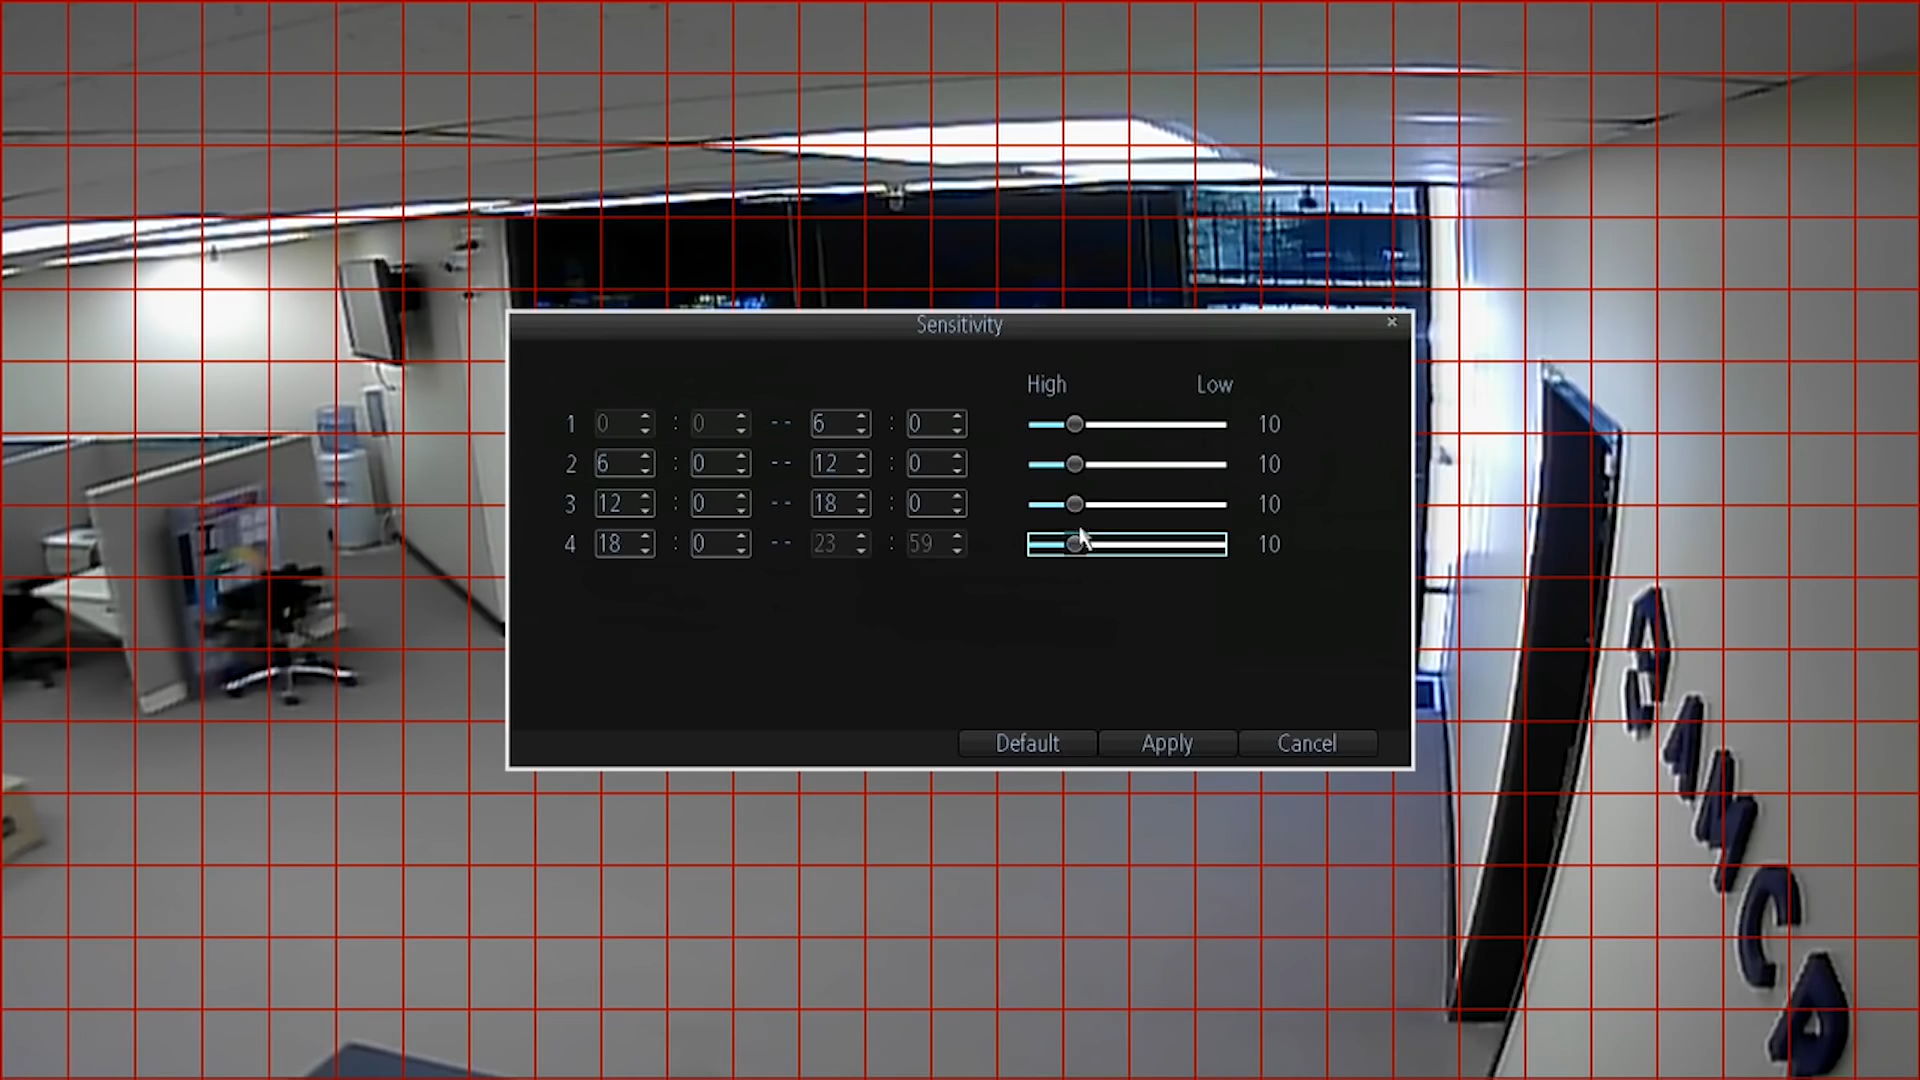 Sensitivity ×
High Low
1 0 : 0 -- 6 : 0 10
2 6 : 0 -- 12 : 0 10
3 12 : 0 -- 18 : 0 10
4 18 : 0 -- 23 : 59 10
Default Apply Cancel